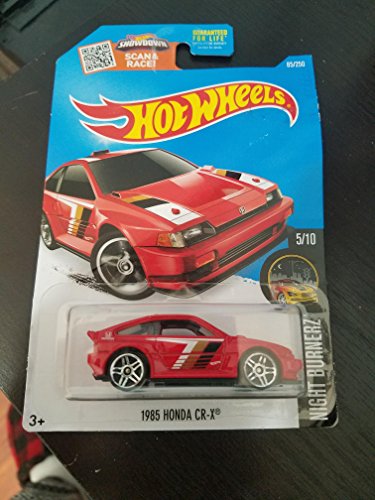 SHOWDOWN
SCAN &
RACE!
GUARANTEED
FOR LIFE
85/250
HOT WHEELS
5/10
NIGHT BURNERZ
1985 HONDA CR-X®
3+